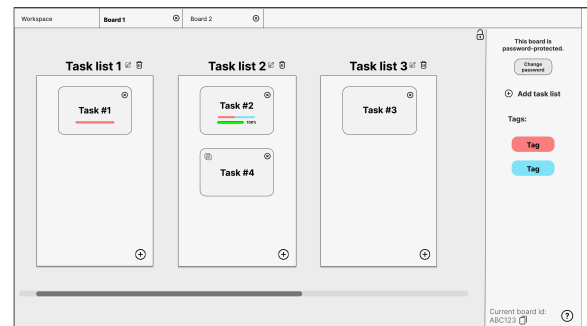 Workspace
Board 1
Board 2
Task list 1
Task list 2
Task list 3
Task #1
Task #2
100%
Task #4
Task #3
This board is
password-protected.
Change
password
Add task list
Tags:
Tag
Tag
Current board id:
ABC123
?